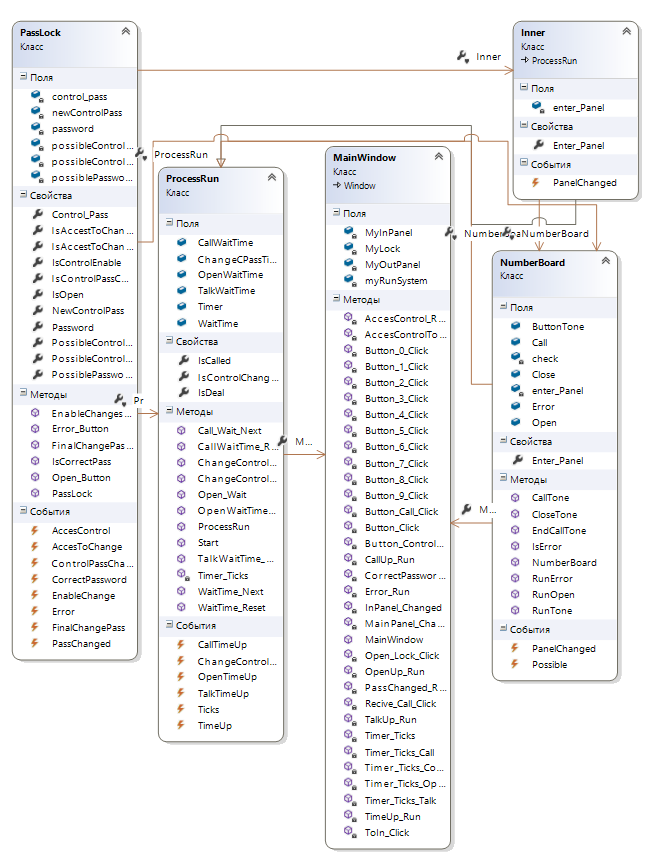 PassLock
Класс
Поля
control_pass
newControlPass
password
possibleControl...
possibleControl...
possiblePasswo...
Свойства
Control_Pass
IsAccestToChan...
IsAccestToChan...
IsControlEnable
IsControlPassC...
IsOpen
NewControlPass
Password
PossibleControl...
PossibleControl...
PossiblePasswo...
Методы
EnableChanges...
Error_Button
FinalChangePas...
IsCorrectPass
Open_Button
PassLock
События
AccesControl
AccesToChange
ControlPassCha...
CorrectPassword
EnableChange
Error
FinalChangePass
PassChanged
Inner
ProcessRun
Pr
ProcessRun
Класс
Поля
CallWaitTime
ChangeCPassTi...
OpenWaitTime
TalkWaitTime
Timer
WaitTime
Свойства
IsCalled
IsControlChang...
IsDeal
Методы
Call_Wait_Next
CallWaitTime_R...
ChangeControl...
ChangeControl...
Open_Wait
OpenWaitTime...
ProcessRun
Start
TalkWaitTime_...
Timer_Ticks
WaitTime_Next
WaitTime_Reset
События
CallTimeUp
ChangeControl...
OpenTimeUp
TalkTimeUp
Ticks
TimeUp
M...
MainWindow
Класс
Window
Поля
MyInPanel
MyLock
MyOutPanel
myRunSystem
Методы
AccesControl_R...
AccesControlTo...
Button_0_Click
Button_1_Click
Button_2_Click
Button_3_Click
Button_4_Click
Button_5_Click
Button_6_Click
Button_7_Click
Button_8_Click
Button_9_Click
Button_Call_Click
Button_Click
Button_Control...
CallUp_Run
CorrectPasswor...
Error_Run
InPanel_Changed
MainPanel_Cha...
MainWindow
Open_Lock_Click
OpenUp_Run
PassChanged_R...
Recive_Call_Click
TalkUp_Run
Timer_Ticks
Timer_Ticks_Call
Timer_Ticks_Co...
Timer_Ticks_Op...
Timer_Ticks_Talk
TimeUp_Run
ToIn_Click
Inner
Класс
ProcessRun
Поля
enter_Panel
Свойства
Enter_Panel
События
PanelChanged
NumberBoard
M...
NumberBoard
Класс
Поля
ButtonTone
Call
check
Close
enter_Panel
Error
Open
Свойства
Enter_Panel
Методы
CallTone
CloseTone
EndCallTone
IsError
NumberBoard
RunError
RunOpen
RunTone
События
PanelChanged
Possible